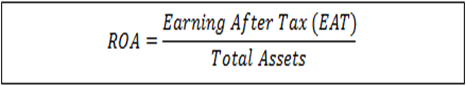 ROA = Earning After Tax (EAT)
Total Assets